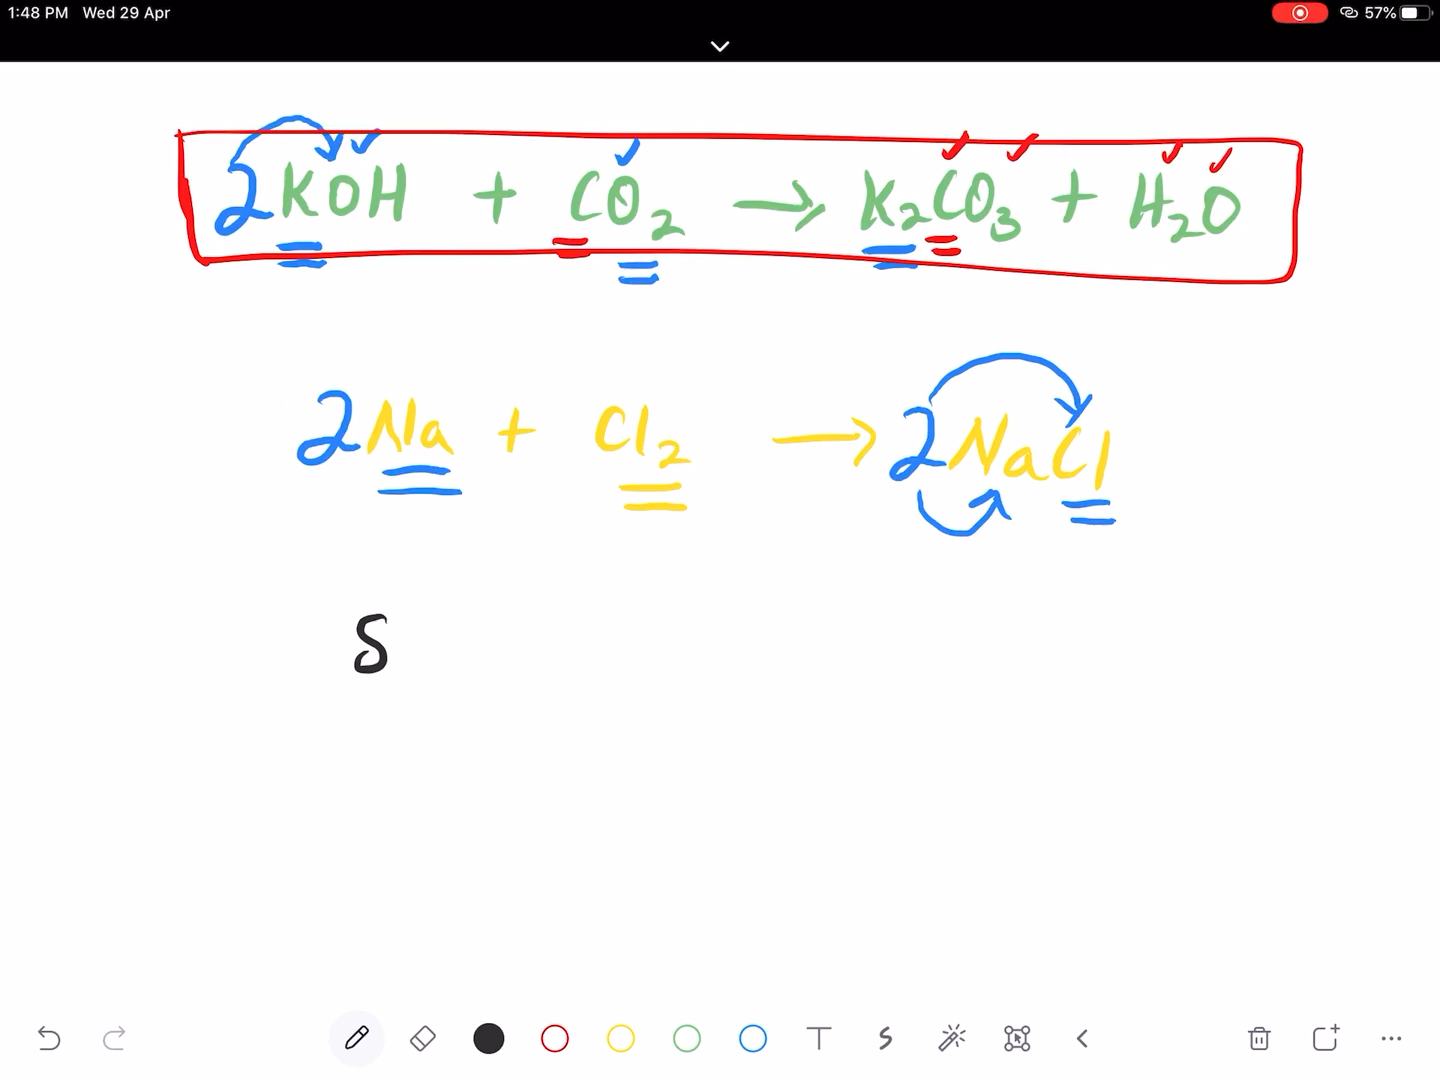 1:48 PM Wed 29 Apr 57%
2KOH + CO₂ → K₂CO₃ + H₂O
2Na + Cl₂ → 2NaCl
S
T